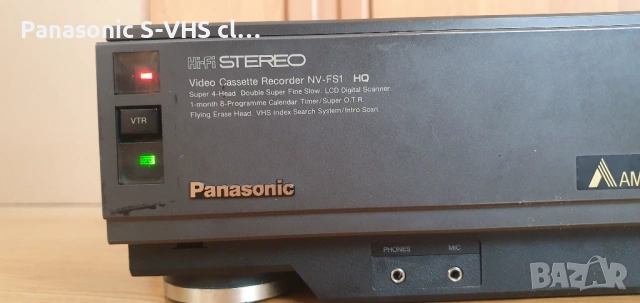 Panasonic S-VHS cl...
Hi-Fi STEREO
Video Cassette Recorder NV-FS1 HQ
Super 4-Head. Double Super Fine Slow. LCD Digital Scanner.
1-month 8-Programme Calendar Timer/Super O.T.R.
Flying Erase Head. VHS Index Search System/Intro Scan.
VTR
Panasonic
AM
PHONES
MIC
BAZAR
bazar.bg